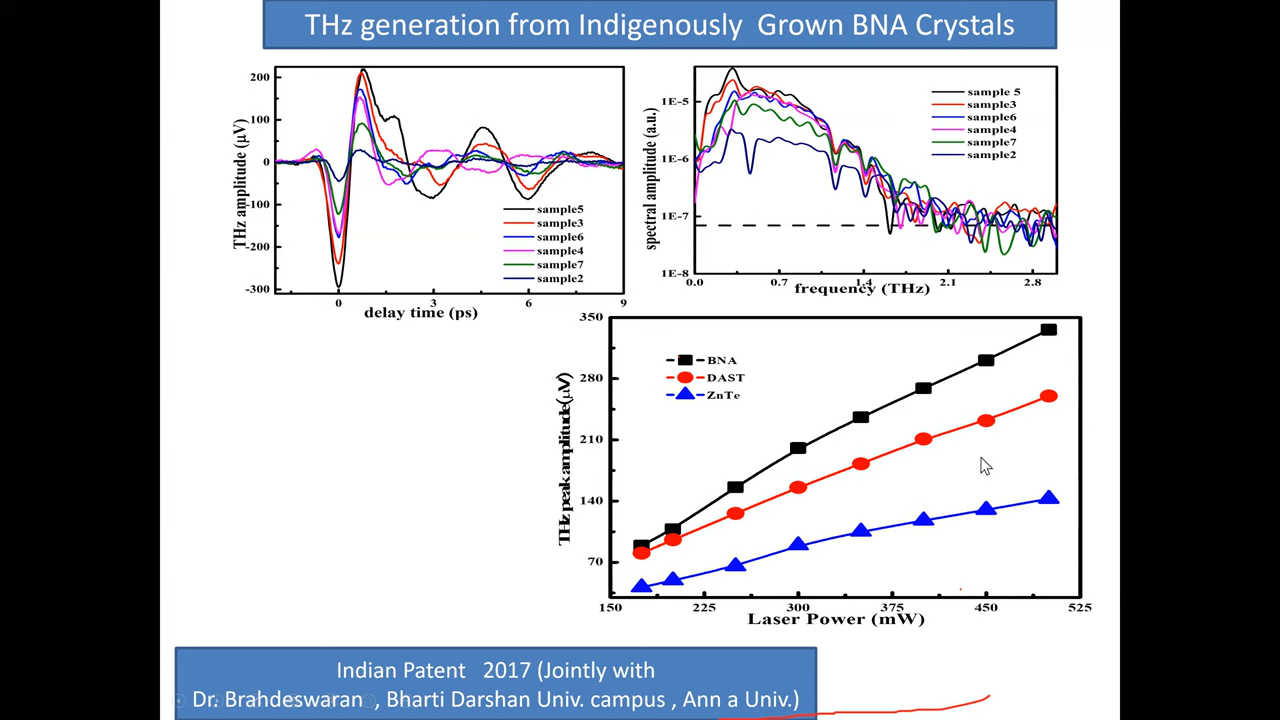 THz generation from Indigenously Grown BNA Crystals
THz amplitude (μV)
200
100
0
-100
-200
-300
sample5
sample3
sample6
sample4
sample7
sample2
0 3 6 9
delay time (ps)
spectral amplitude (a.u.)
1E-5
1E-6
1E-7
1E-8
sample 5
sample3
sample6
sample4
sample7
sample2
0.0 0.7 1.4 2.1 2.8
frequency (THz)
THz peak amplitude(μV)
350
280
210
140
70
BNA
DAST
ZnTe
150 225 300 375 450 525
Laser Power (mW)
Indian Patent 2017 (Jointly with
Dr. Brahdeswaran , Bharti Darshan Univ. campus , Ann a Univ.)